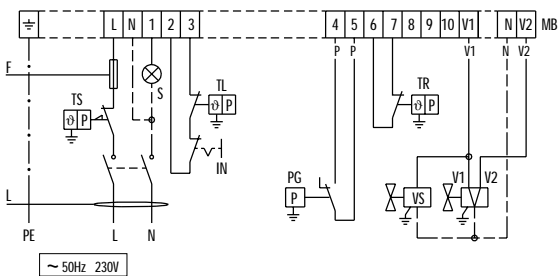 L N 1 2 3 4 5 6 7 8 9 10 V1 N V2 MB
P P V1 N V2
F
S
TL
TR
TS
ϑ P
ϑ P
ϑ P
IN
PG
P
VS
V1 V2
L
PE L N
~ 50Hz 230V